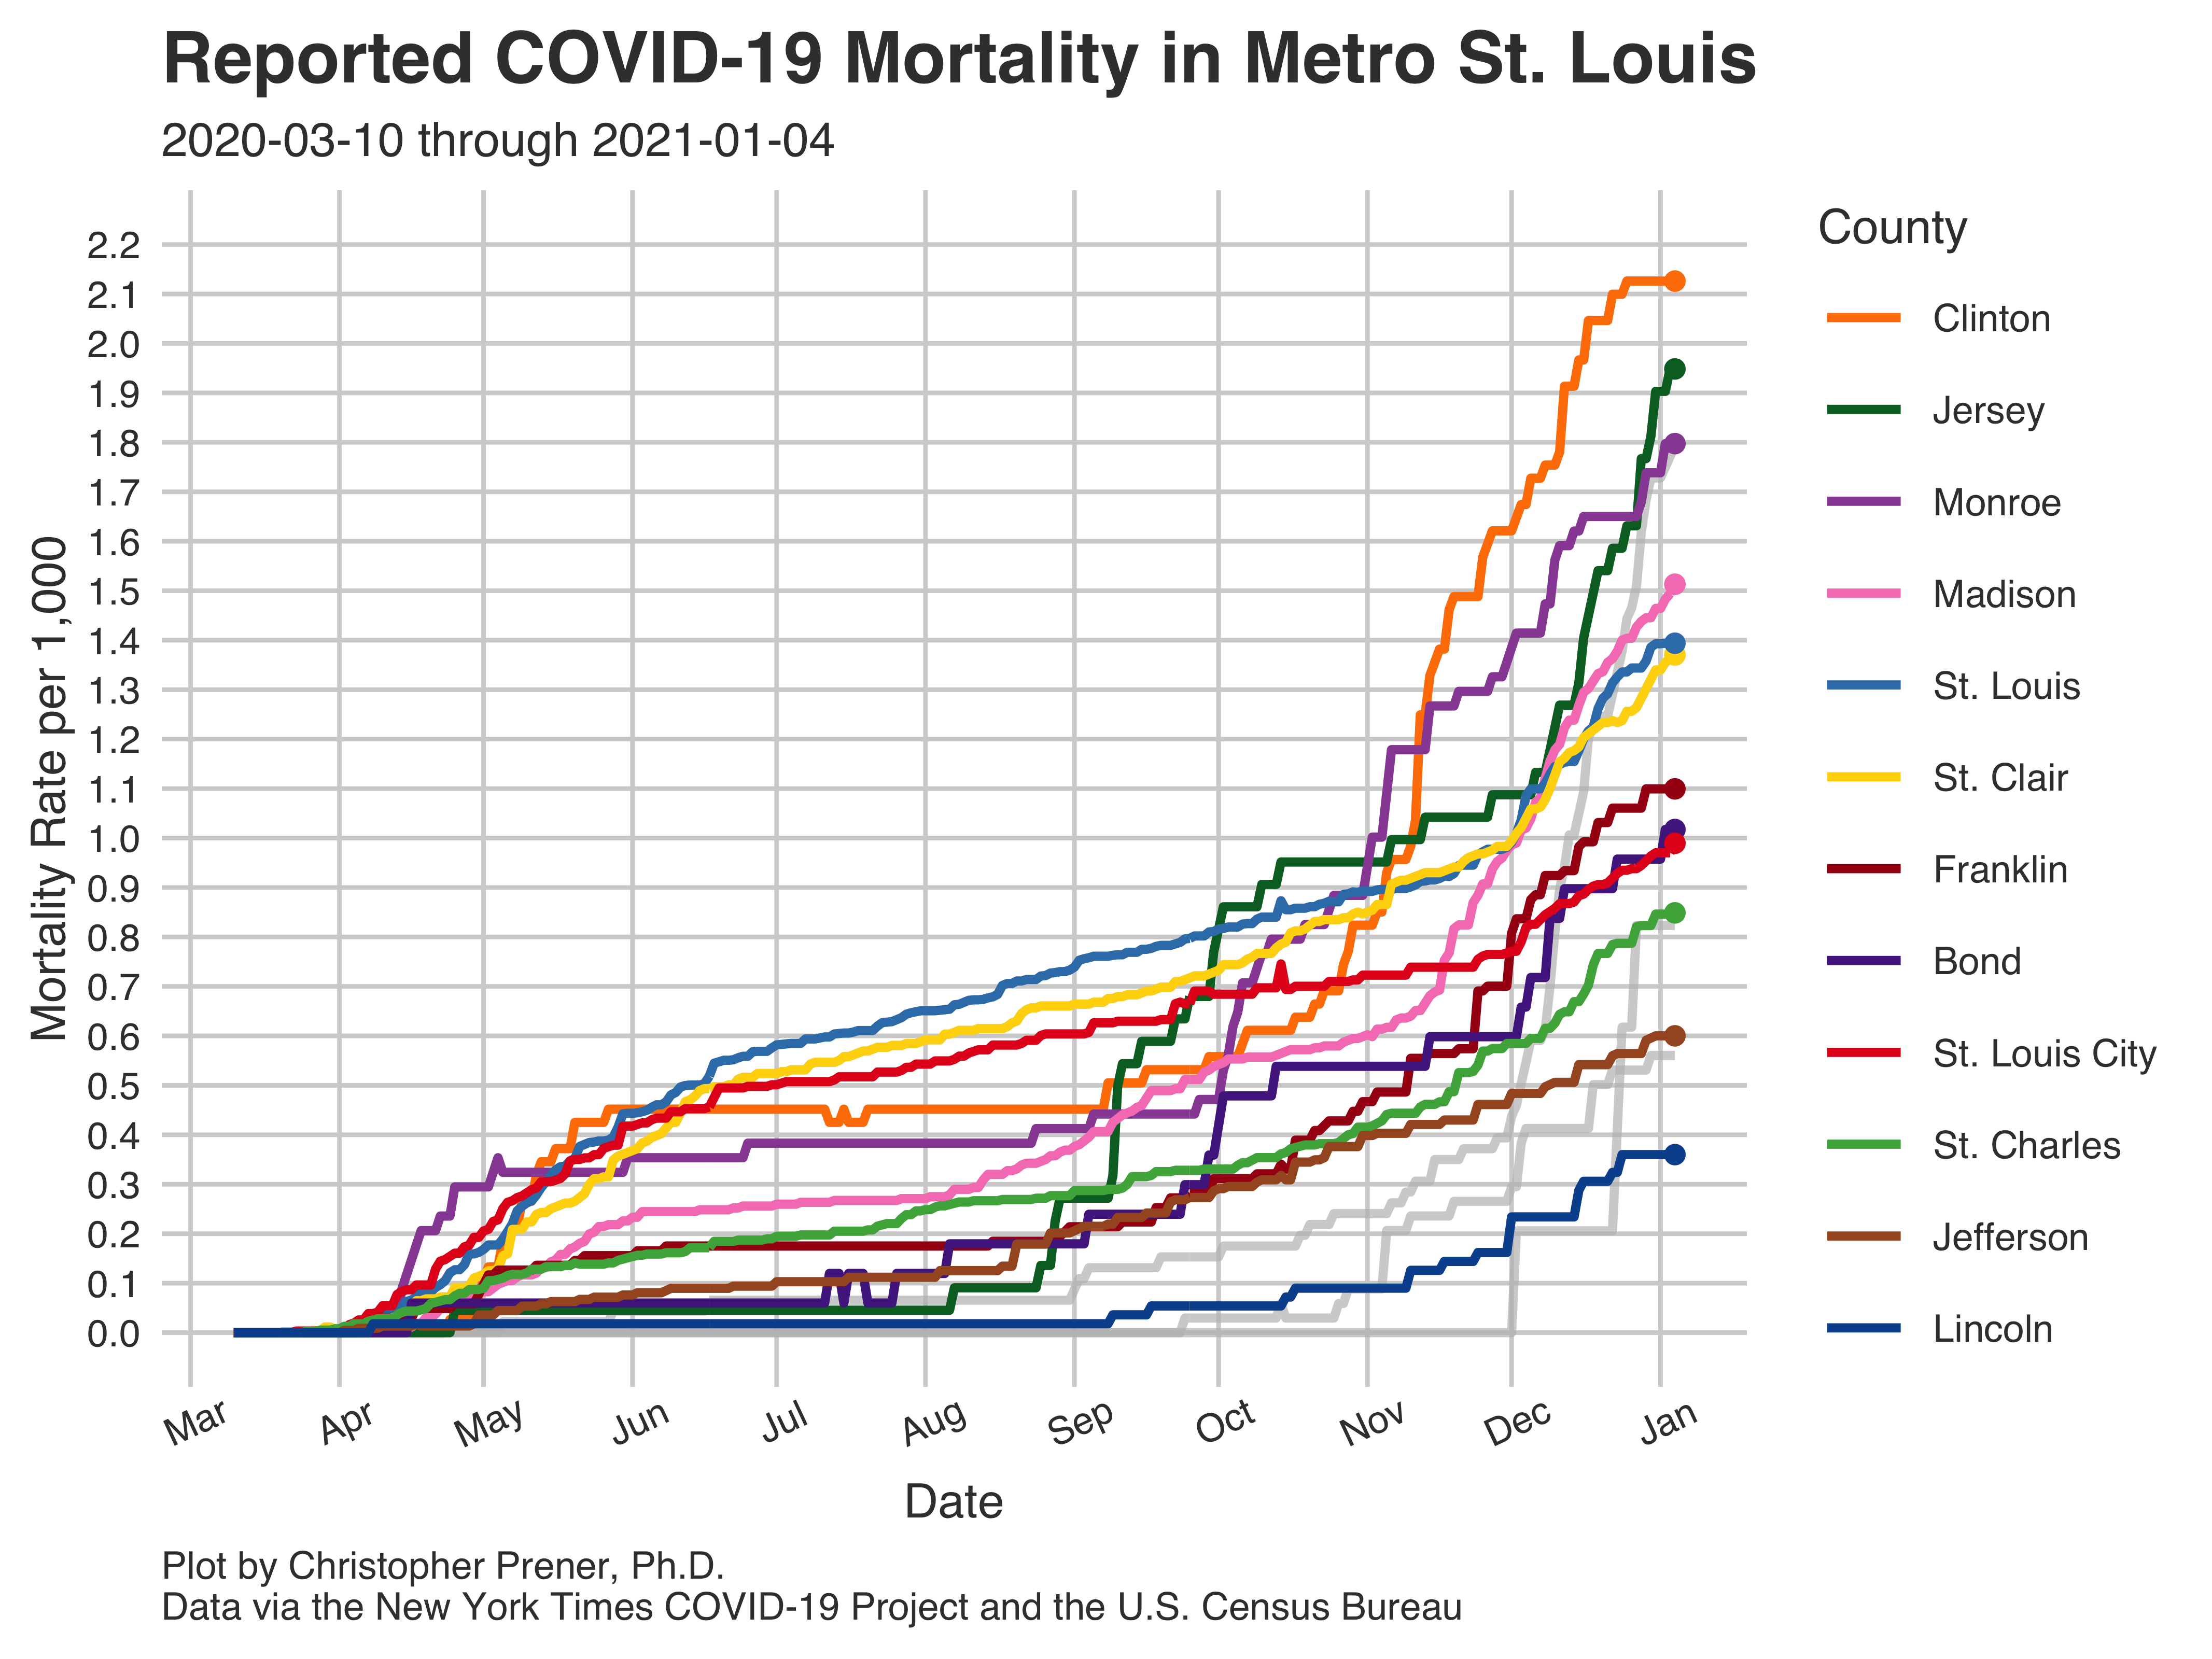 Reported COVID-19 Mortality in Metro St. Louis
2020-03-10 through 2021-01-04
Mortality Rate per 1,000
2.2
2.1
2.0
1.9
1.8
1.7
1.6
1.5
1.4
1.3
1.2
1.1
1.0
0.9
0.8
0.7
0.6
0.5
0.4
0.3
0.2
0.1
0.0
Mar
Apr
May
Jun
Jul
Aug
Sep
Oct
Nov
Dec
Jan
Date
County
Clinton
Jersey
Monroe
Madison
St. Louis
St. Clair
Franklin
Bond
St. Louis City
St. Charles
Jefferson
Lincoln
Plot by Christopher Prener, Ph.D.
Data via the New York Times COVID-19 Project and the U.S. Census Bureau